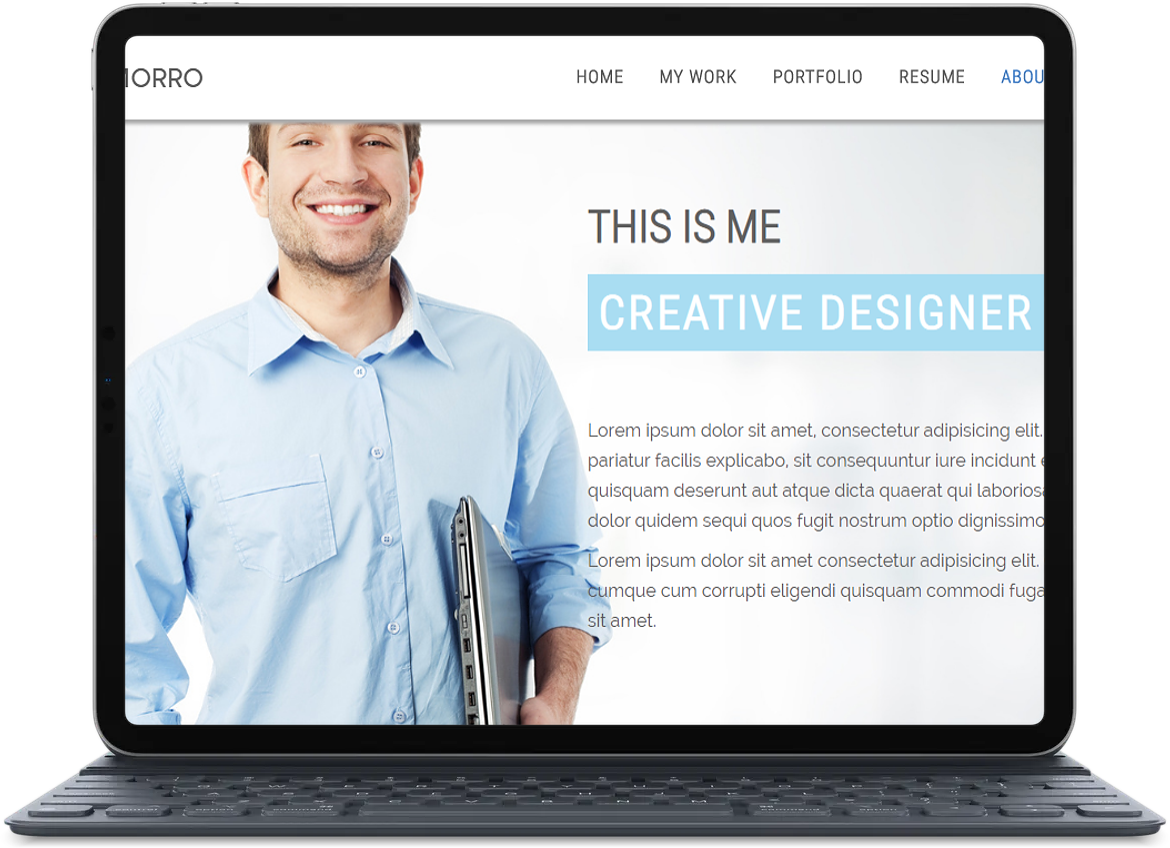 MORRO
HOME MY WORK PORTFOLIO RESUME ABOU
THIS IS ME
CREATIVE DESIGNER
Lorem ipsum dolor sit amet, consectetur adipisicing elit.
pariatur facilis explicabo, sit consequuntur iure incidunt
quisquam deserunt aut atque dicta quaerat qui laboriosa
dolor quidem sequi quos fugit nostrum optio dignissimo
Lorem ipsum dolor sit amet consectetur adipisicing elit.
cumque cum corrupti eligendi quisquam commodi fuga
sit amet.